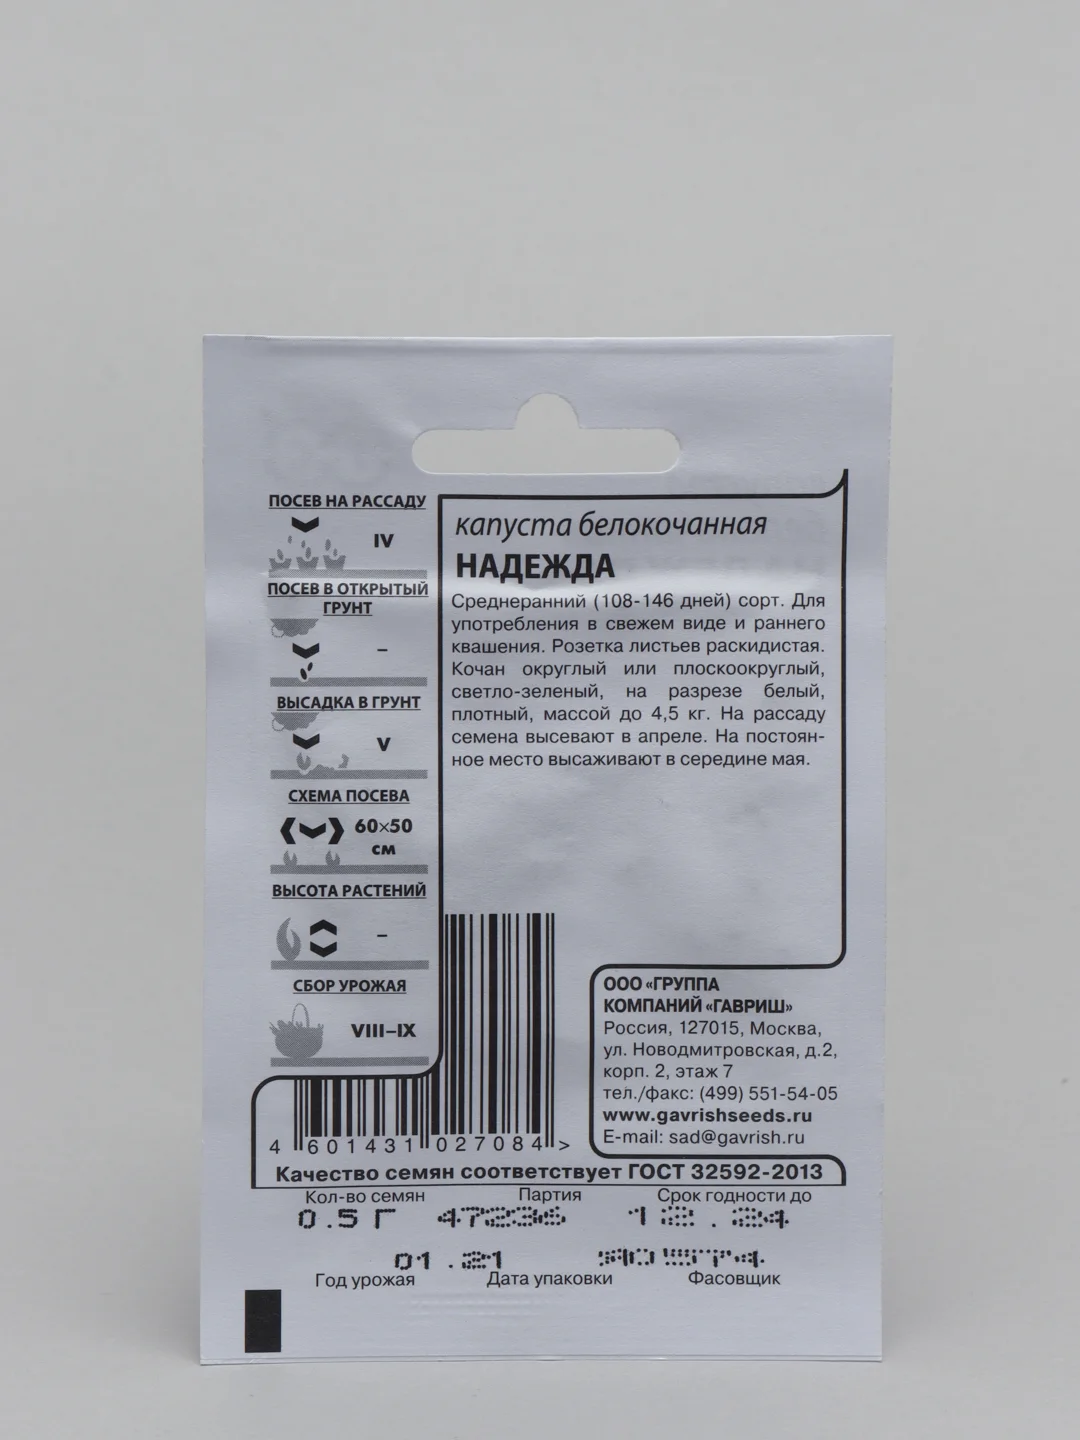 ПОСЕВ НА РАССАДУ
IV
ПОСЕВ В ОТКРЫТЫЙ
ГРУНТ
–
ВЫСАДКА В ГРУНТ
V
СХЕМА ПОСЕВА
60×50
см
ВЫСОТА РАСТЕНИЙ
–
СБОР УРОЖАЯ
VIII–IX
капуста белокочанная
НАДЕЖДА
Среднеранний (108-146 дней) сорт. Для
употребления в свежем виде и раннего
квашения. Розетка листьев раскидистая.
Кочан округлый или плоскоокруглый,
светло-зеленый, на разрезе белый,
плотный, массой до 4,5 кг. На рассаду
семена высевают в апреле. На постоян-
ное место высаживают в середине мая.
ООО «ГРУППА
КОМПАНИЙ «ГАВРИШ»
Россия, 127015, Москва,
ул. Новодмитровская, д.2,
корп. 2, этаж 7
тел./факс: (499) 551-54-05
www.gavrishseeds.ru
E-mail: sad@gavrish.ru
4 601431 027084 >
Качество семян соответствует ГОСТ 32592-2013
Кол-во семян Партия Срок годности до
0.5 Г 47236 12.24
01.21
Год урожая Дата упаковки Фасовщик